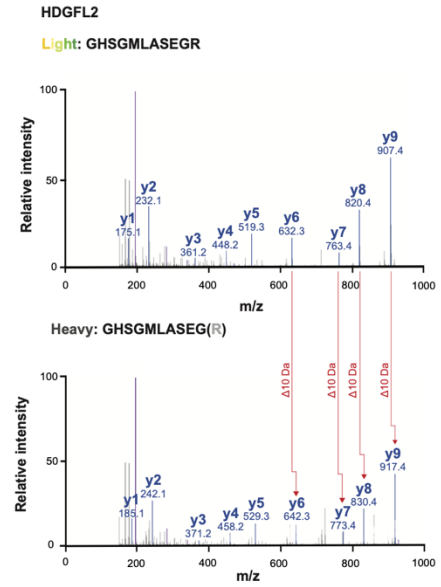 HDGFL2
Light: GHSGMLASEGR
Relative intensity
100
50
0
y1
175.1
y2
232.1
y3
361.2
y4
448.2
y5
519.3
y6
632.3
y7
763.4
y8
820.4
y9
907.4
0 200 400 600 800 1000
m/z
Heavy: GHSGMLASEG(R)
Δ10 Da
Δ10 Da
Δ10 Da
Δ10 Da
Relative intensity
100
50
0
y1
185.1
y2
242.1
y3
371.2
y4
458.2
y5
529.3
y6
642.3
y7
773.4
y8
830.4
y9
917.4
0 200 400 600 800 1000
m/z